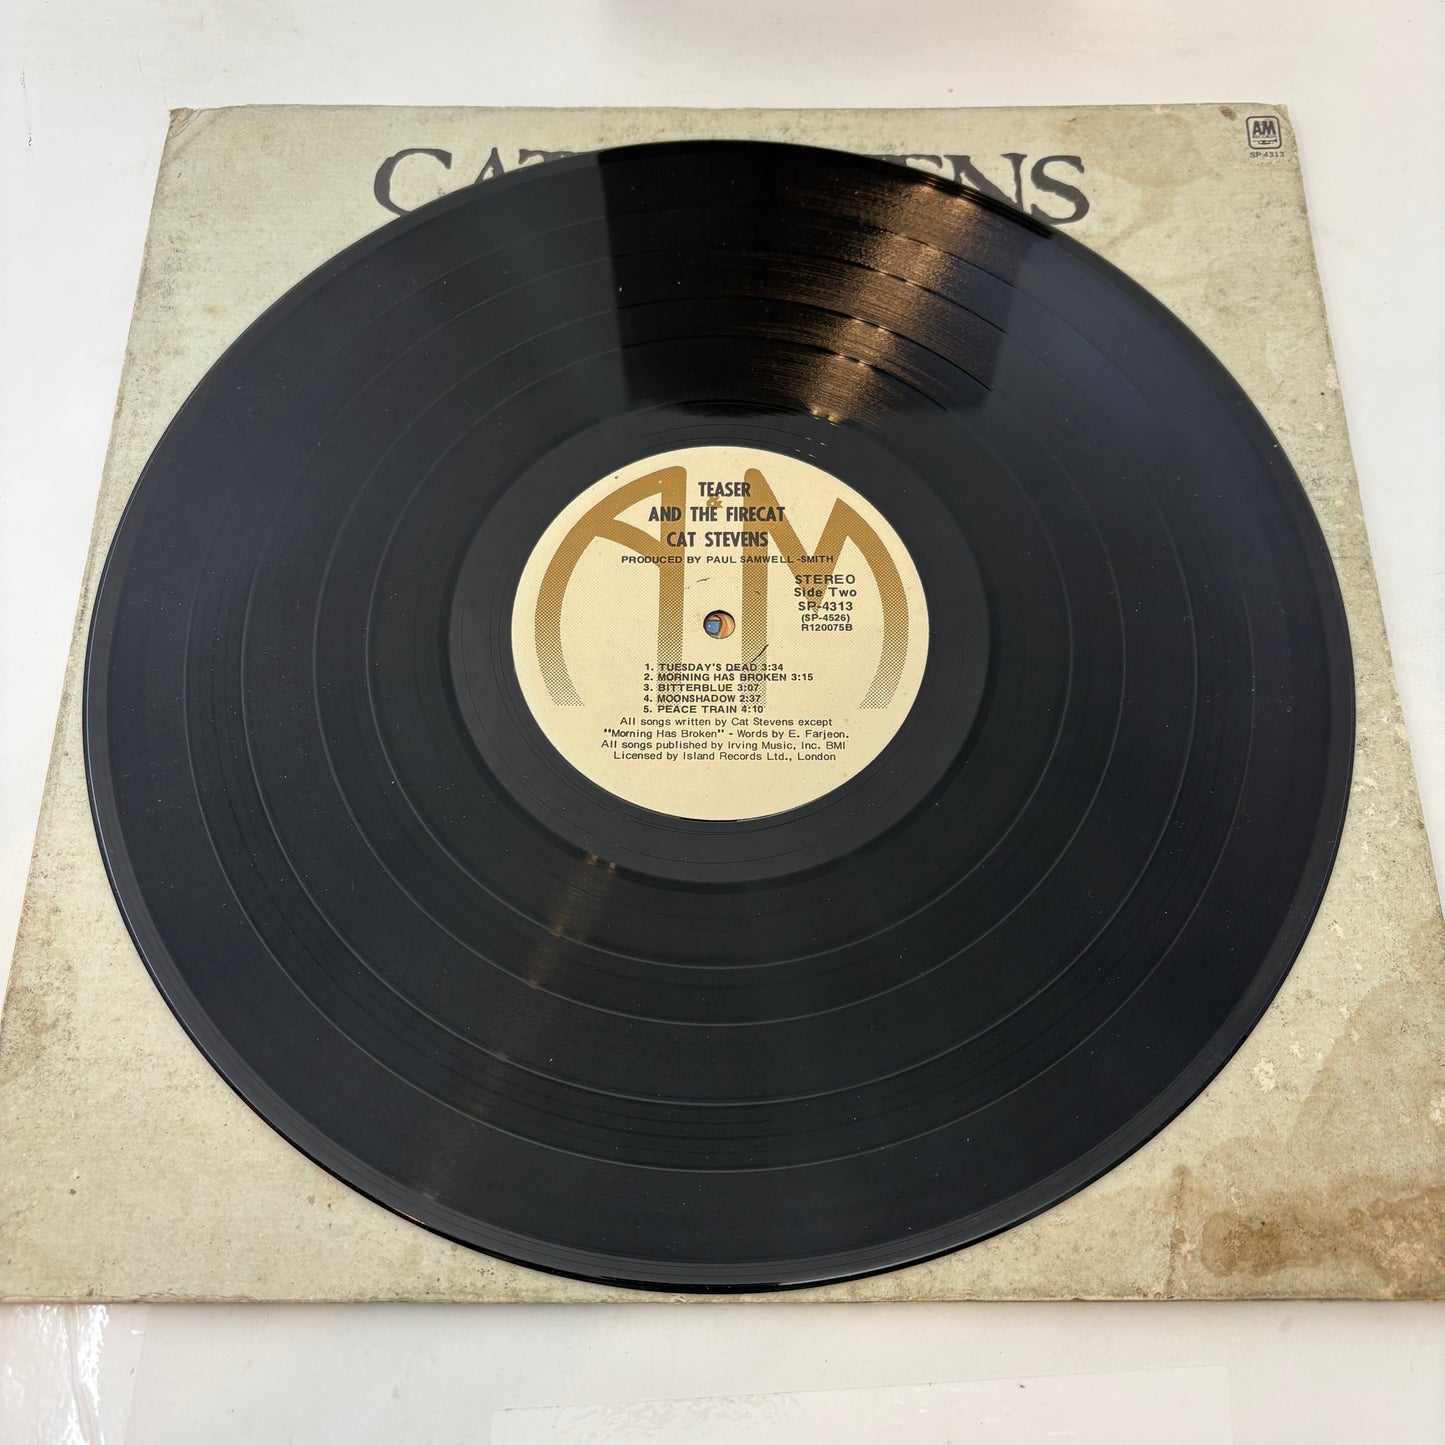 CAT STEVENS
A&M
RECORDS
SP 4313
A&M
TEASER
AND THE FIRECAT
CAT STEVENS
PRODUCED BY PAUL SAMWELL -SMITH
STEREO
Side Two
SP-4313
(SP-4526)
R120075B
1. TUESDAY'S DEAD 3:34
2. MORNING HAS BROKEN 3:15
3. BITTERBLUE 3:07
4. MOONSHADOW 2:37
5. PEACE TRAIN 4:10
All songs written by Cat Stevens except
"Morning Has Broken" - Words by E. Farjeon.
All songs published by Irving Music, Inc. BMI
Licensed by Island Records Ltd., London